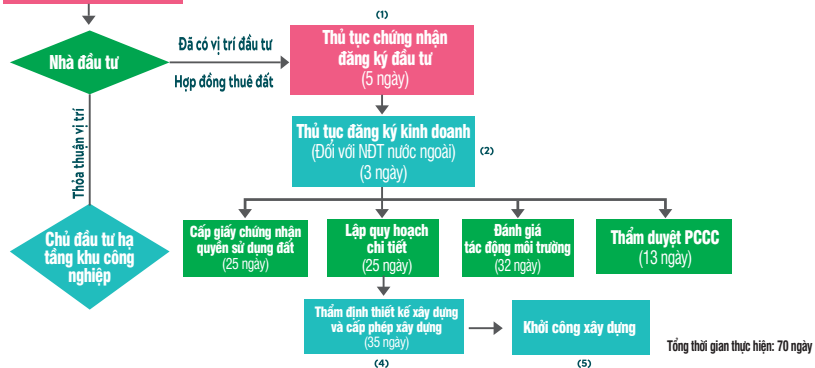 (1)
Nhà đầu tư
Đã có vị trí đầu tư
Hợp đồng thuê đất
Thủ tục chứng nhận
đăng ký đầu tư
(5 ngày)
Thỏa thuận vị trí
Thủ tục đăng ký kinh doanh
(Đối với NĐT nước ngoài)
(3 ngày)
(2)
Chủ đầu tư hạ
tầng khu công
nghiệp
Cấp giấy chứng nhận
quyền sử dụng đất
(25 ngày)
Lập quy hoạch
chi tiết
(25 ngày)
Đánh giá
tác động môi trường
(32 ngày)
Thẩm duyệt PCCC
(13 ngày)
Thẩm định thiết kế xây dựng
và cấp phép xây dựng
(35 ngày)
(4)
Khởi công xây dựng
(5)
Tổng thời gian thực hiện: 70 ngày